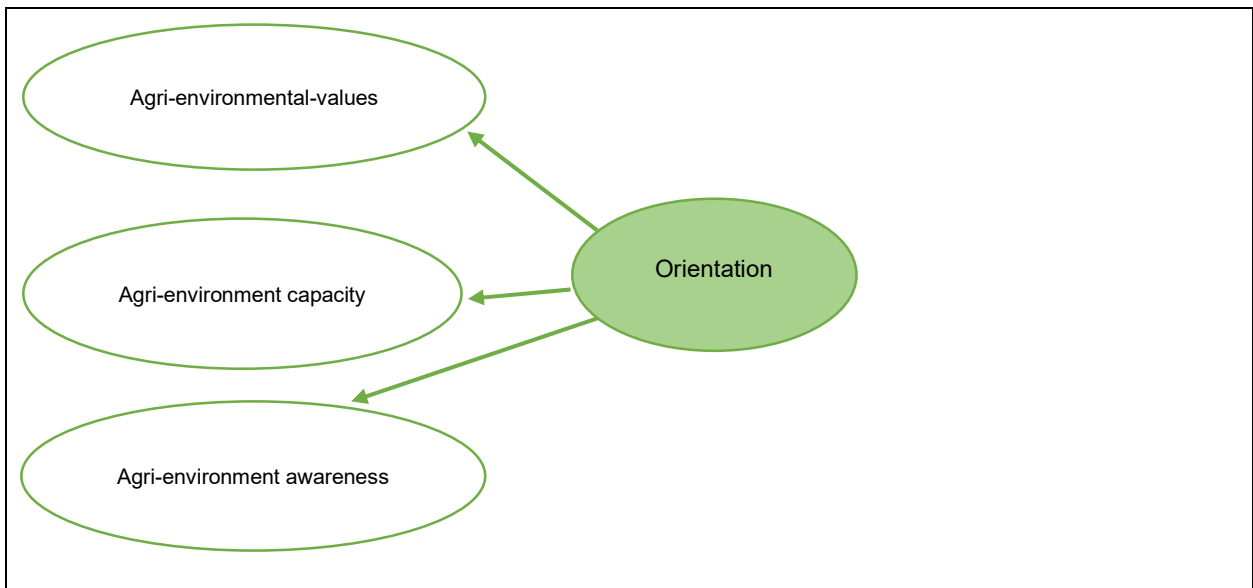 Agri-environmental-values
Orientation
Agri-environment capacity
Agri-environment awareness